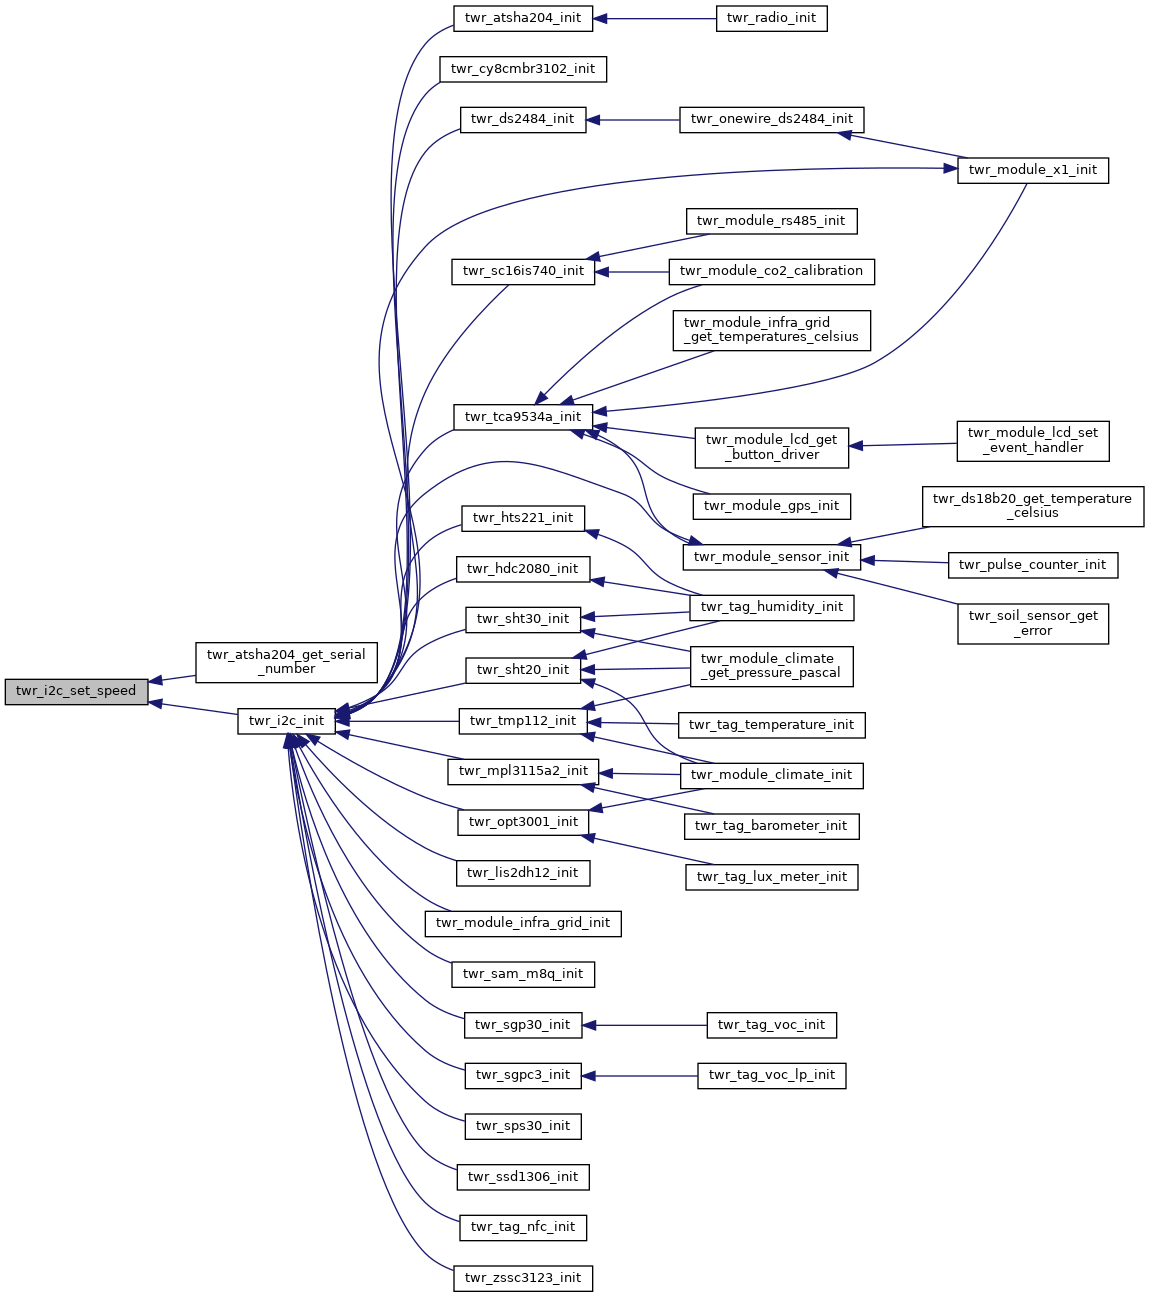 twr_i2c_set_speed
twr_atsha204_get_serial
_number
twr_i2c_init
twr_atsha204_init
twr_radio_init
twr_cy8cmbr3102_init
twr_ds2484_init
twr_onewire_ds2484_init
twr_module_x1_init
twr_sc16is740_init
twr_module_rs485_init
twr_module_co2_calibration
twr_module_infra_grid
_get_temperatures_celsius
twr_tca9534a_init
twr_module_lcd_get
_button_driver
twr_module_lcd_set
_event_handler
twr_module_gps_init
twr_module_sensor_init
twr_ds18b20_get_temperature
_celsius
twr_pulse_counter_init
twr_soil_sensor_get
_error
twr_hts221_init
twr_hdc2080_init
twr_tag_humidity_init
twr_sht30_init
twr_sht20_init
twr_module_climate
_get_pressure_pascal
twr_tmp112_init
twr_tag_temperature_init
twr_mpl3115a2_init
twr_module_climate_init
twr_opt3001_init
twr_tag_barometer_init
twr_lis2dh12_init
twr_tag_lux_meter_init
twr_module_infra_grid_init
twr_sam_m8q_init
twr_sgp30_init
twr_tag_voc_init
twr_sgpc3_init
twr_tag_voc_lp_init
twr_sps30_init
twr_ssd1306_init
twr_tag_nfc_init
twr_zssc3123_init